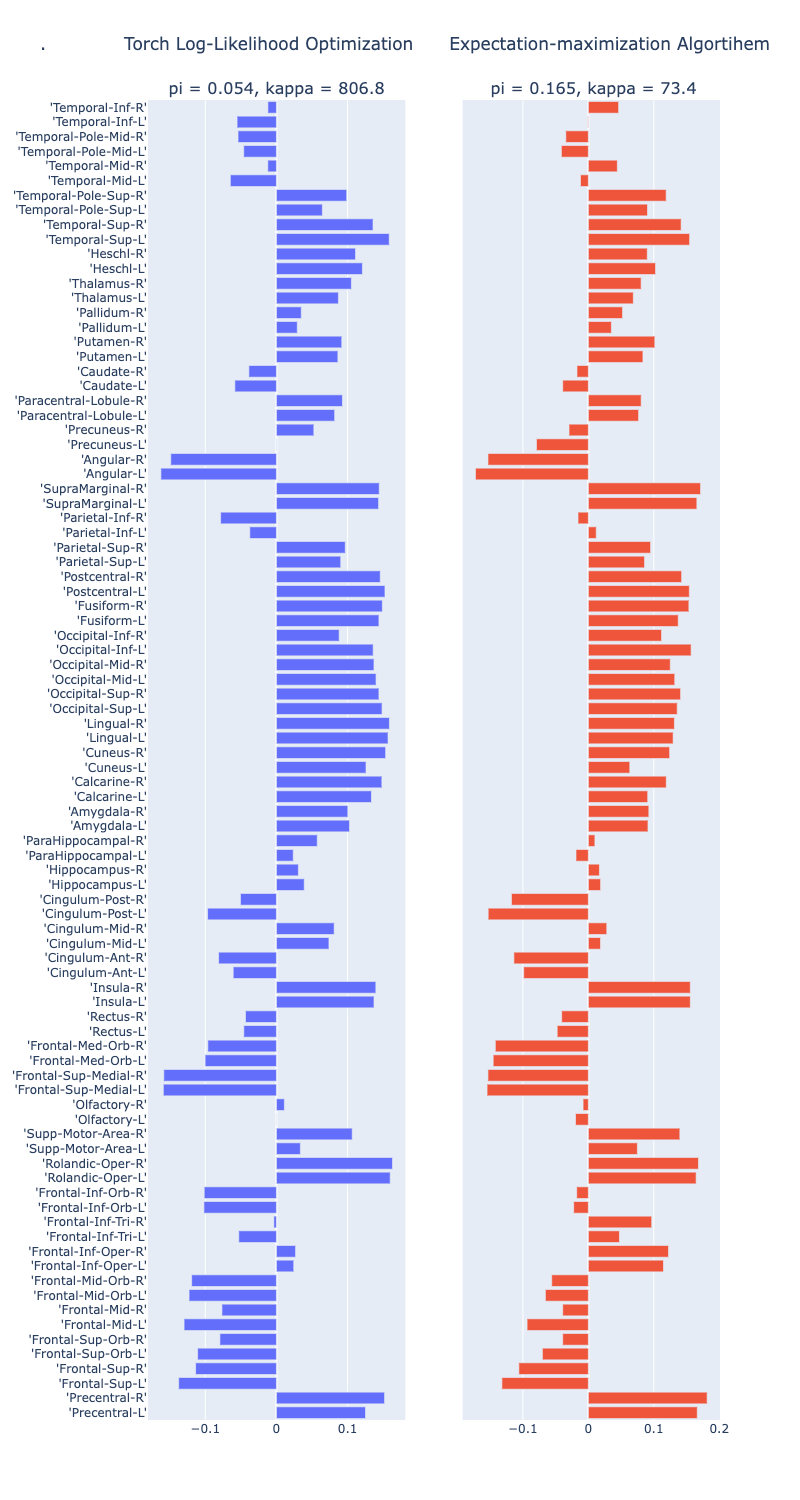 .
Torch Log-Likelihood Optimization
Expectation-maximization Algortihem
pi = 0.054, kappa = 806.8
pi = 0.165, kappa = 73.4
'Temporal-Inf-R'
'Temporal-Inf-L'
'Temporal-Pole-Mid-R'
'Temporal-Pole-Mid-L'
'Temporal-Mid-R'
'Temporal-Mid-L'
'Temporal-Pole-Sup-R'
'Temporal-Pole-Sup-L'
'Temporal-Sup-R'
'Temporal-Sup-L'
'Heschl-R'
'Heschl-L'
'Thalamus-R'
'Thalamus-L'
'Pallidum-R'
'Pallidum-L'
'Putamen-R'
'Putamen-L'
'Caudate-R'
'Caudate-L'
'Paracentral-Lobule-R'
'Paracentral-Lobule-L'
'Precuneus-R'
'Precuneus-L'
'Angular-R'
'Angular-L'
'SupraMarginal-R'
'SupraMarginal-L'
'Parietal-Inf-R'
'Parietal-Inf-L'
'Parietal-Sup-R'
'Parietal-Sup-L'
'Postcentral-R'
'Postcentral-L'
'Fusiform-R'
'Fusiform-L'
'Occipital-Inf-R'
'Occipital-Inf-L'
'Occipital-Mid-R'
'Occipital-Mid-L'
'Occipital-Sup-R'
'Occipital-Sup-L'
'Lingual-R'
'Lingual-L'
'Cuneus-R'
'Cuneus-L'
'Calcarine-R'
'Calcarine-L'
'Amygdala-R'
'Amygdala-L'
'ParaHippocampal-R'
'ParaHippocampal-L'
'Hippocampus-R'
'Hippocampus-L'
'Cingulum-Post-R'
'Cingulum-Post-L'
'Cingulum-Mid-R'
'Cingulum-Mid-L'
'Cingulum-Ant-R'
'Cingulum-Ant-L'
'Insula-R'
'Insula-L'
'Rectus-R'
'Rectus-L'
'Frontal-Med-Orb-R'
'Frontal-Med-Orb-L'
'Frontal-Sup-Medial-R'
'Frontal-Sup-Medial-L'
'Olfactory-R'
'Olfactory-L'
'Supp-Motor-Area-R'
'Supp-Motor-Area-L'
'Rolandic-Oper-R'
'Rolandic-Oper-L'
'Frontal-Inf-Orb-R'
'Frontal-Inf-Orb-L'
'Frontal-Inf-Tri-R'
'Frontal-Inf-Tri-L'
'Frontal-Inf-Oper-R'
'Frontal-Inf-Oper-L'
'Frontal-Mid-Orb-R'
'Frontal-Mid-Orb-L'
'Frontal-Mid-R'
'Frontal-Mid-L'
'Frontal-Sup-Orb-R'
'Frontal-Sup-Orb-L'
'Frontal-Sup-R'
'Frontal-Sup-L'
'Precentral-R'
'Precentral-L'
−0.1 0 0.1
−0.1 0 0.1 0.2